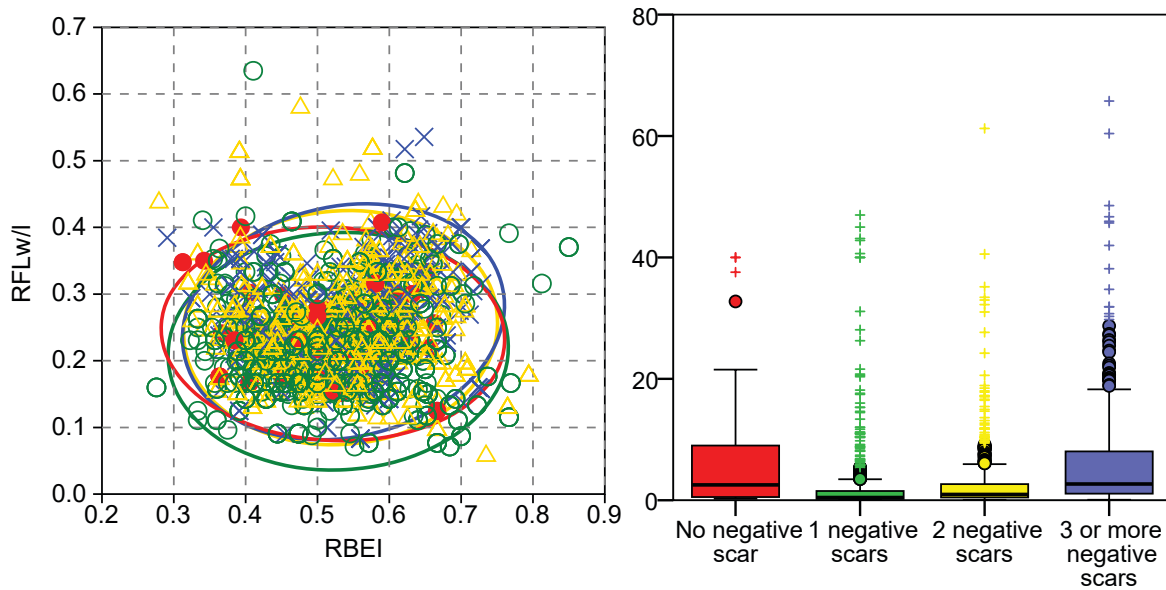 0.7
0.6
0.5
0.4
0.3
0.2
0.1
0.0
RFLw/l
0.2 0.3 0.4 0.5 0.6 0.7 0.8 0.9
RBEI
80
60
40
20
0
No negative
scar
1 negative
scars
2 negative
scars
3 or more
negative
scars